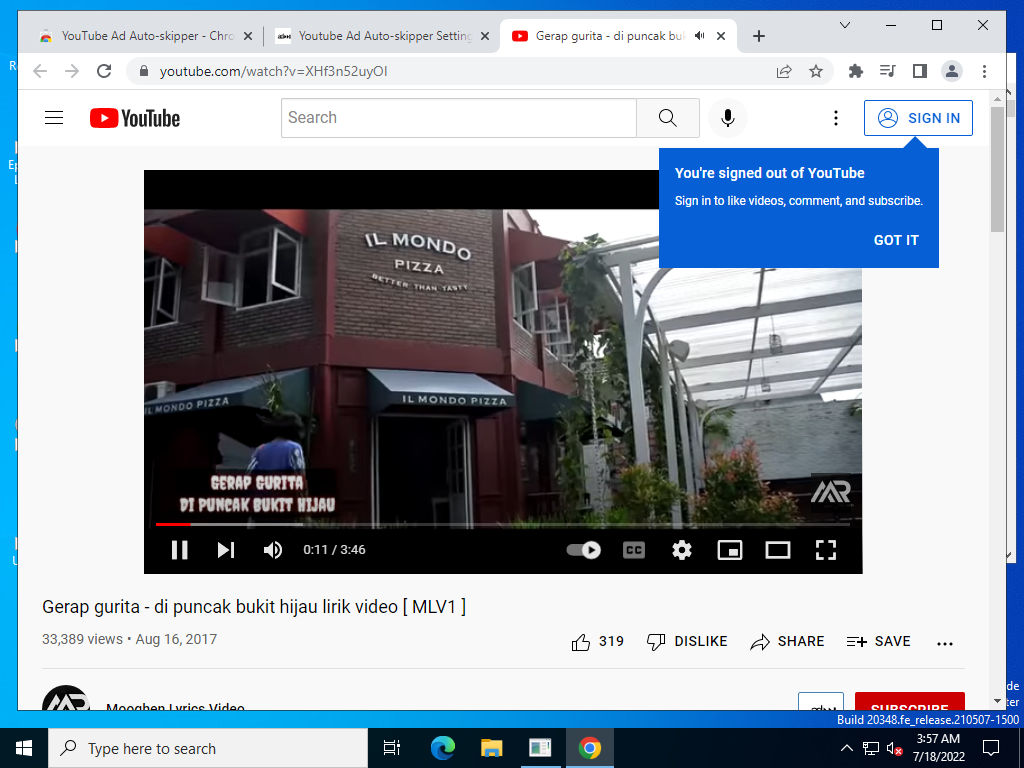 YouTube Ad Auto-skipper - Chro
Youtube Ad Auto-skipper Setting
Gerap gurita - di puncak buk
youtube.com/watch?v=XHf3n52uyOI
YouTube
Search
SIGN IN
You're signed out of YouTube
Sign in to like videos, comment, and subscribe.
GOT IT
IL MONDO
PIZZA
BETTER THAN TASTY
IL MONDO PIZZA
IL MONDO PIZZA
GERAP GURITA
DI PUNCAK BUKIT HIJAU
0:11 / 3:46
CC
Gerap gurita - di puncak bukit hijau lirik video [ MLV1 ]
33,389 views • Aug 16, 2017
319
DISLIKE
SHARE
SAVE
Mooghen Lyrics Video
SUBSCRIBE
Build 20348.fe_release.210507-1500
Type here to search
3:57 AM
7/18/2022